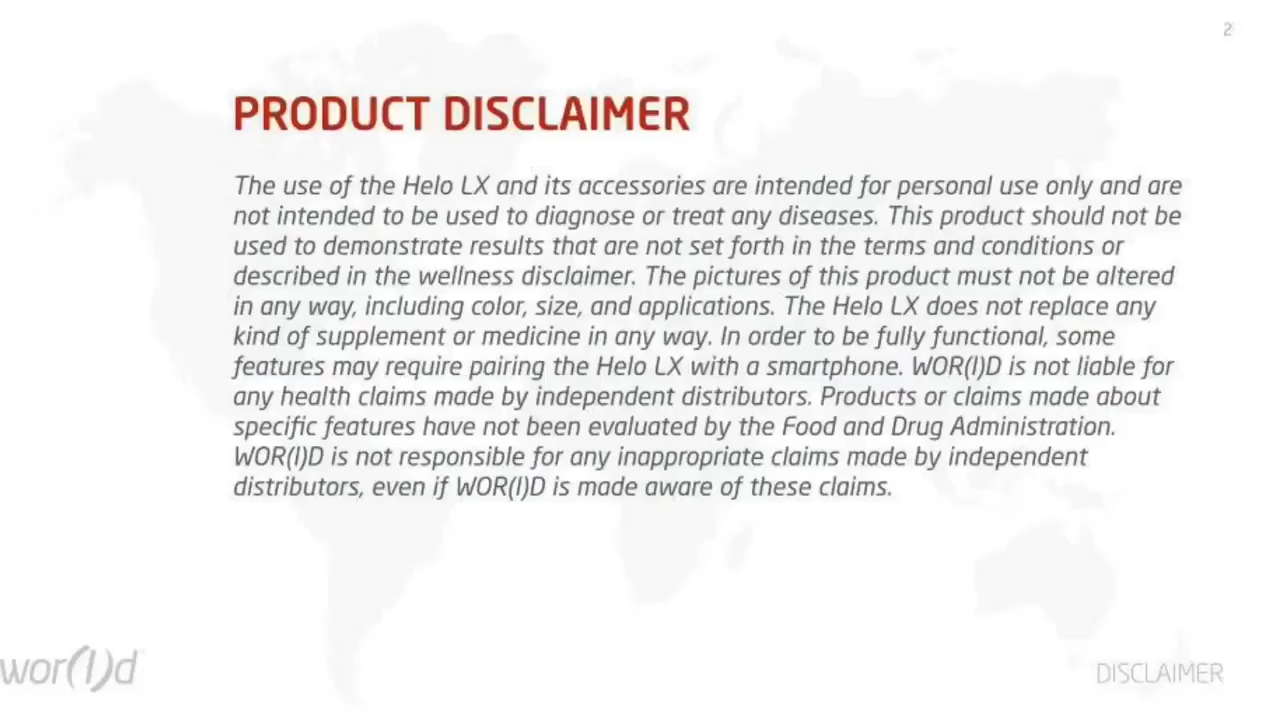 2
PRODUCT DISCLAIMER
The use of the Helo LX and its accessories are intended for personal use only and are
not intended to be used to diagnose or treat any diseases. This product should not be
used to demonstrate results that are not set forth in the terms and conditions or
described in the wellness disclaimer. The pictures of this product must not be altered
in any way, including color, size, and applications. The Helo LX does not replace any
kind of supplement or medicine in any way. In order to be fully functional, some
features may require pairing the Helo LX with a smartphone. WOR(I)D is not liable for
any health claims made by independent distributors. Products or claims made about
specific features have not been evaluated by the Food and Drug Administration.
WOR(I)D is not responsible for any inappropriate claims made by independent
distributors, even if WOR(I)D is made aware of these claims.
wor(l)d
DISCLAIMER